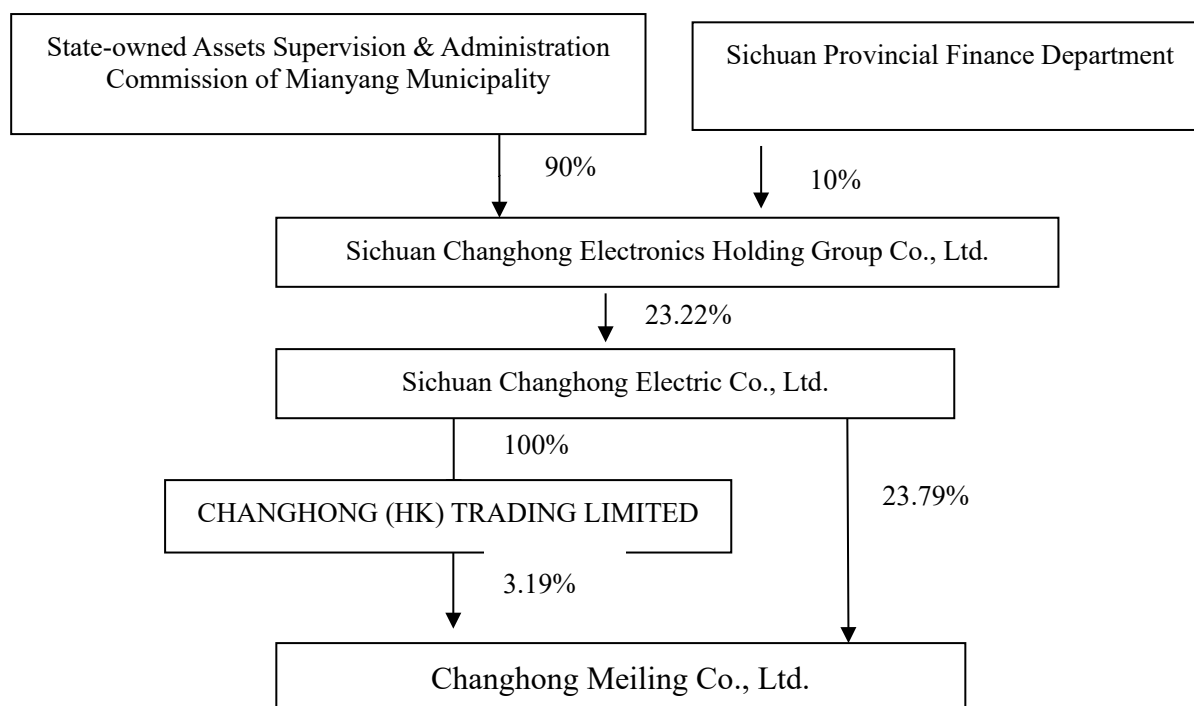 State-owned Assets Supervision & Administration
Commission of Mianyang Municipality
Sichuan Provincial Finance Department
90%
10%
Sichuan Changhong Electronics Holding Group Co., Ltd.
23.22%
Sichuan Changhong Electric Co., Ltd.
100%
23.79%
CHANGHONG (HK) TRADING LIMITED
3.19%
Changhong Meiling Co., Ltd.